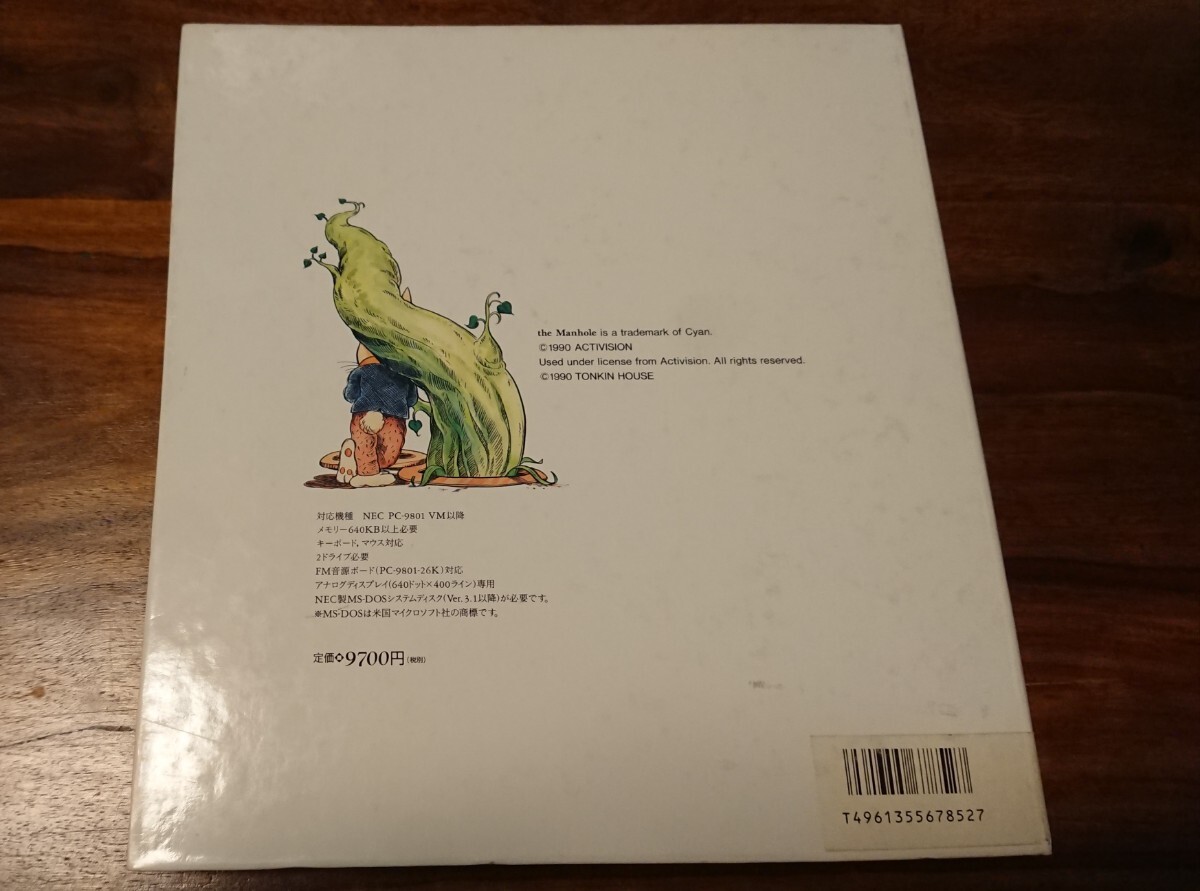 the Manhole is a trademark of Cyan.
©1990 ACTIVISION
Used under license from Activision. All rights reserved.
©1990 TONKIN HOUSE
対応機種 NEC PC-9801 VM以降
メモリー640KB以上必要
キーボード, マウス対応
2ドライブ必要
FM音源ボード(PC-9801-26K)対応
アナログディスプレイ(640ドット×400ライン)専用
NEC製MS-DOSシステムディスク(Ver.3.1以降)が必要です。
※MS-DOSは米国マイクロソフト社の商標です。
定価◇9700円(税別)
T4961355678527